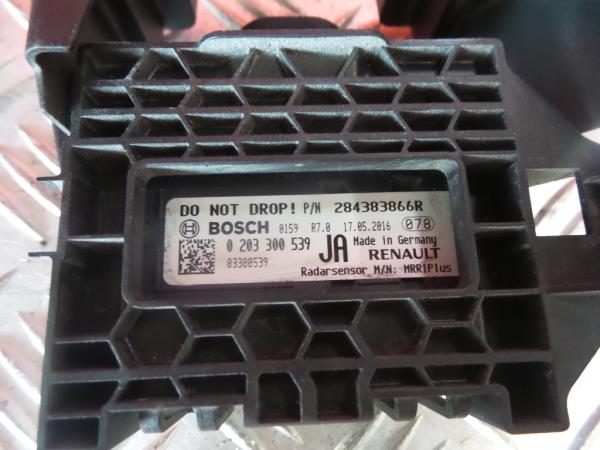 DO NOT DROP! P/N 284383866R
BOSCH 0159 R7.0 17.05.2016 078
0 203 300 539 JA Made in Germany
03300539 RENAULT
Radarsensor M/N: MRR1Plus